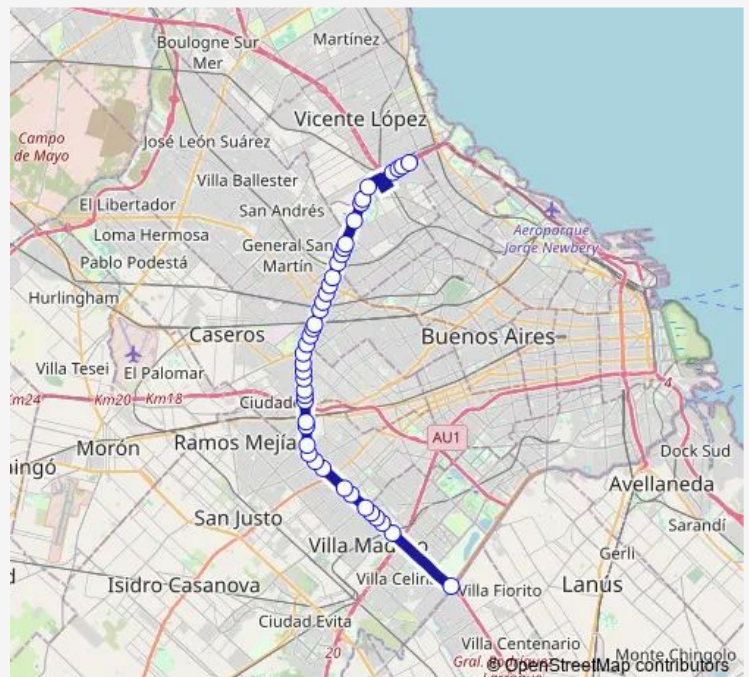 Boulogne Sur
Mer
Martínez
Campo
de Mayo
Vicente López
José León Suárez
Villa Ballester
El Libertador
San Andrés
Loma Hermosa
Aeroparque
Jorge Newbery
Pablo Podestá
General San
Martín
Hurlingham
Caseros
Buenos Aires
Villa Tesei
El Palomar
4
Km20
Km18
Ciudad
AU1
Ramos Mejía
Morón
Dock Sud
Avellaneda
San Justo
Sarandí
Villa Ma
Gerli
Villa Celin
Villa Fiorito
Lanús
Isidro Casanova
Ciudad Evita
20
Villa Centenario
Monte Chingolo
© OpenStreetMap contributors